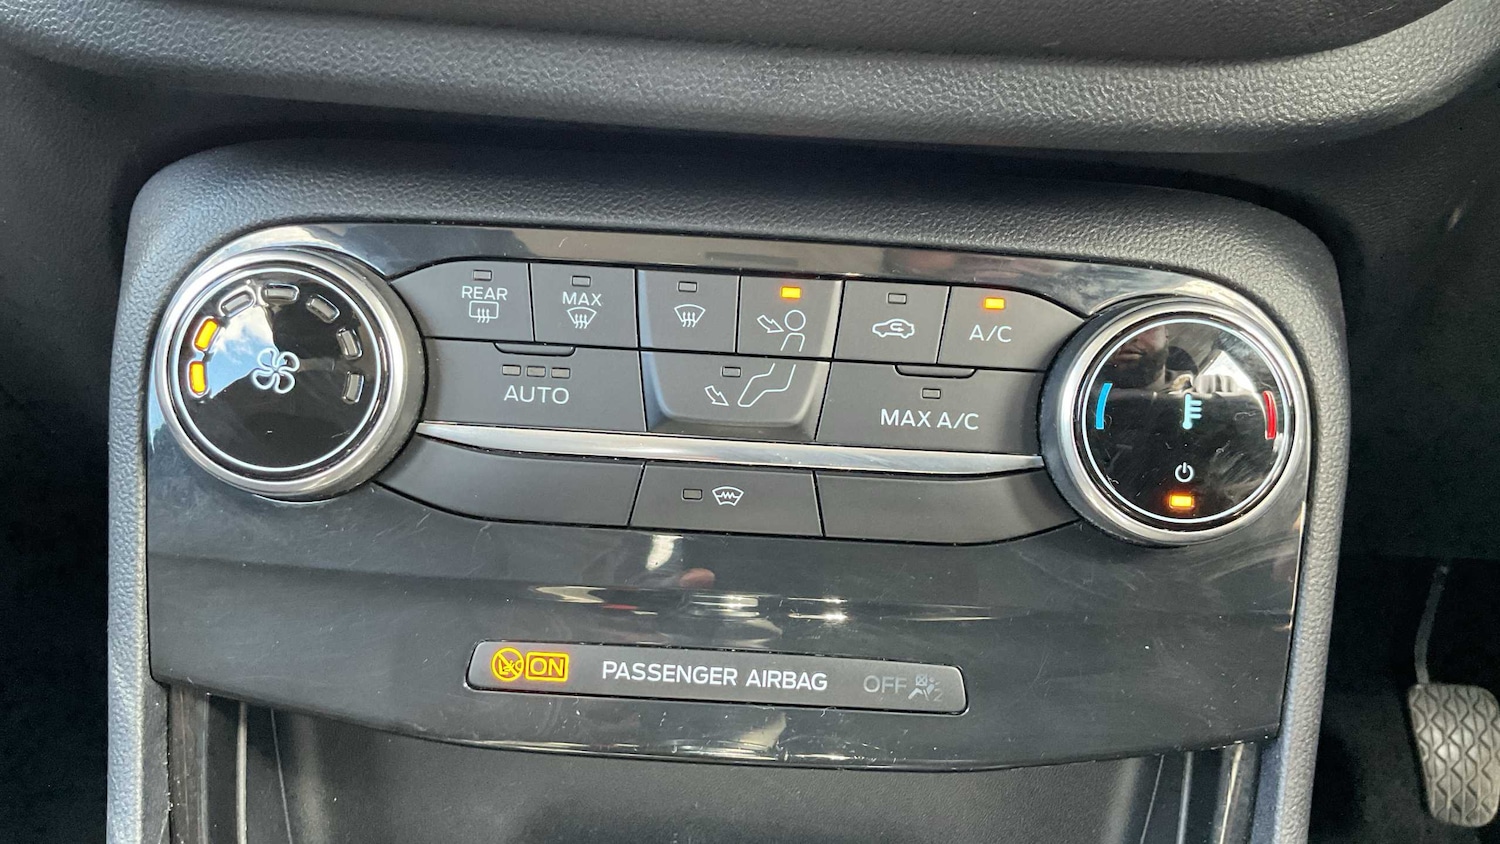 REAR
MAX
A/C
AUTO
MAX A/C
ON PASSENGER AIRBAG OFF